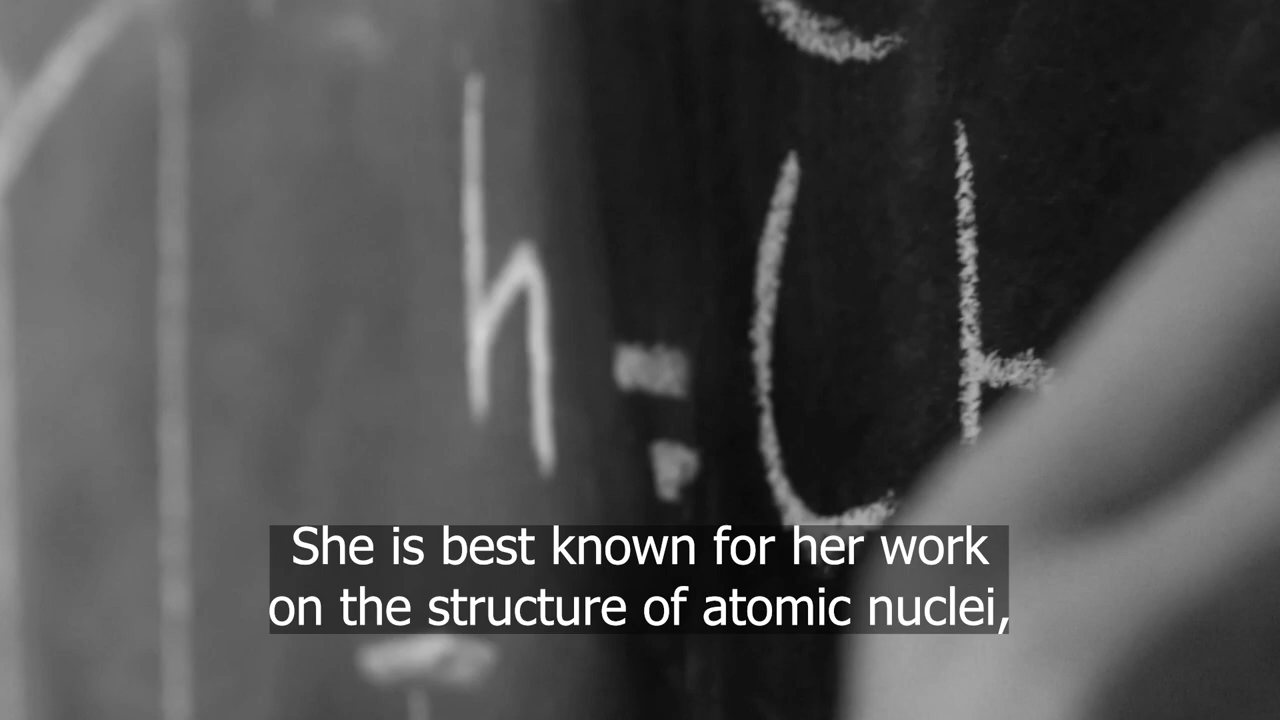 h =
She is best known for her work
on the structure of atomic nuclei,